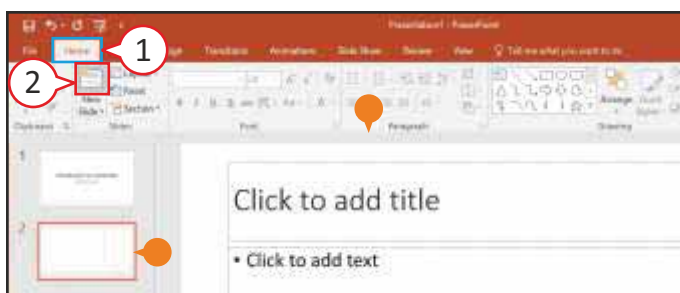 Presentation1 - PowerPoint
File Home Transitions Animations Slide Show Review View Tell me what you want to do
1
2
New
Slide
Reset
Section
Arrange
Quick
Styles
Clipboard Slides Font Paragraph Drawing
1
2
Click to add title
• Click to add text